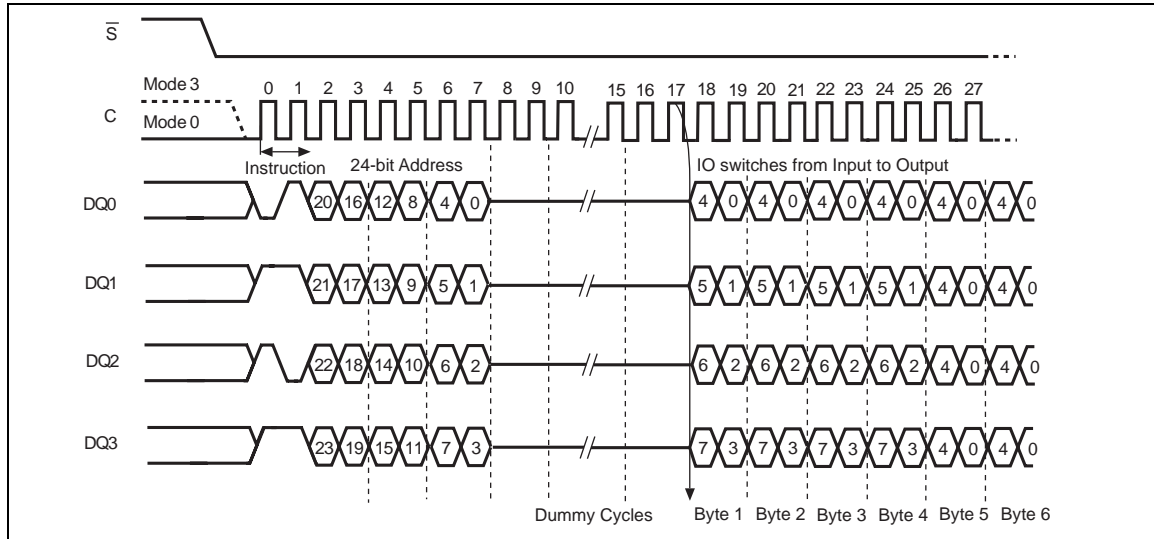 S
Mode 3
0 1 2 3 4 5 6 7 8 9 10 15 16 17 18 19 20 21 22 23 24 25 26 27
C
Mode 0
Instruction 24-bit Address IO switches from Input to Output
DQ0 20 16 12 8 4 0 4 0 4 0 4 0 4 0 4 0 4 0
DQ1 21 17 13 9 5 1 5 1 5 1 5 1 5 1 4 0 4 0
DQ2 22 18 14 10 6 2 6 2 6 2 6 2 6 2 4 0 4 0
DQ3 23 19 15 11 7 3 7 3 7 3 7 3 7 3 4 0 4 0
Dummy Cycles Byte 1 Byte 2 Byte 3 Byte 4 Byte 5 Byte 6